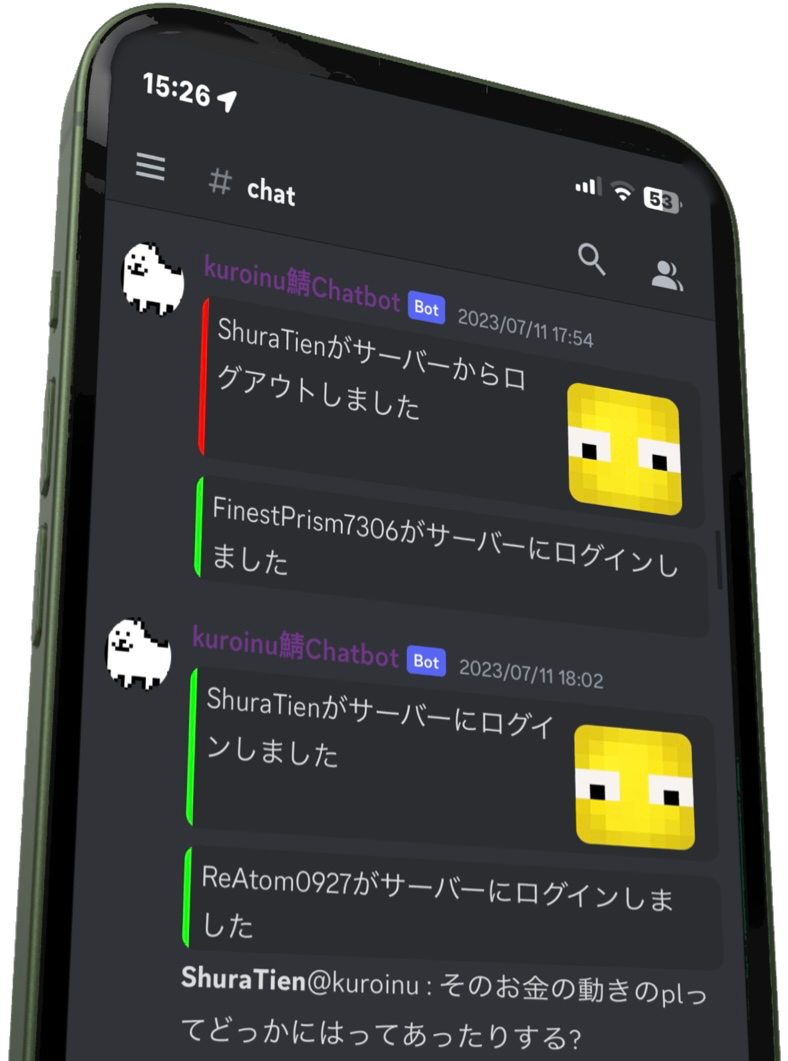 15:26
53
# chat
kuroinu鯖Chatbot Bot 2023/07/11 17:54
ShuraTienがサーバーからロ
グアウトしました
FinestPrism7306がサーバーにログインし
ました
kuroinu鯖Chatbot Bot 2023/07/11 18:02
ShuraTienがサーバーにログイ
ンしました
ReAtom0927がサーバーにログインしま
した
ShuraTien@kuroinu : そのお金の動きのplっ
てどっかにはってあったりする?